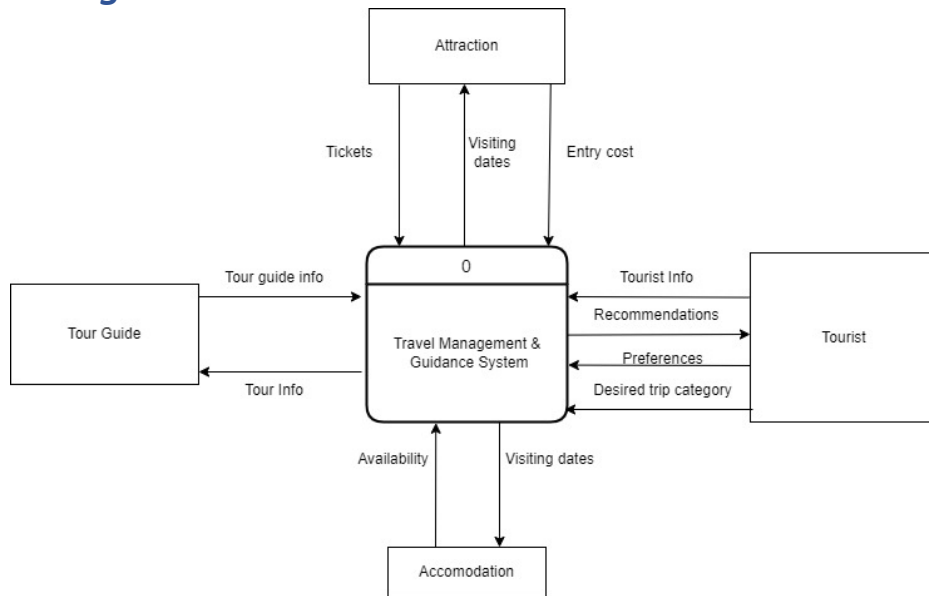 Attraction
Tickets
Visiting
dates
Entry cost
0
Travel Management &
Guidance System
Tour guide info
Tour Guide
Tour Info
Tourist Info
Recommendations
Preferences
Desired trip category
Tourist
Availability
Visiting dates
Accomodation